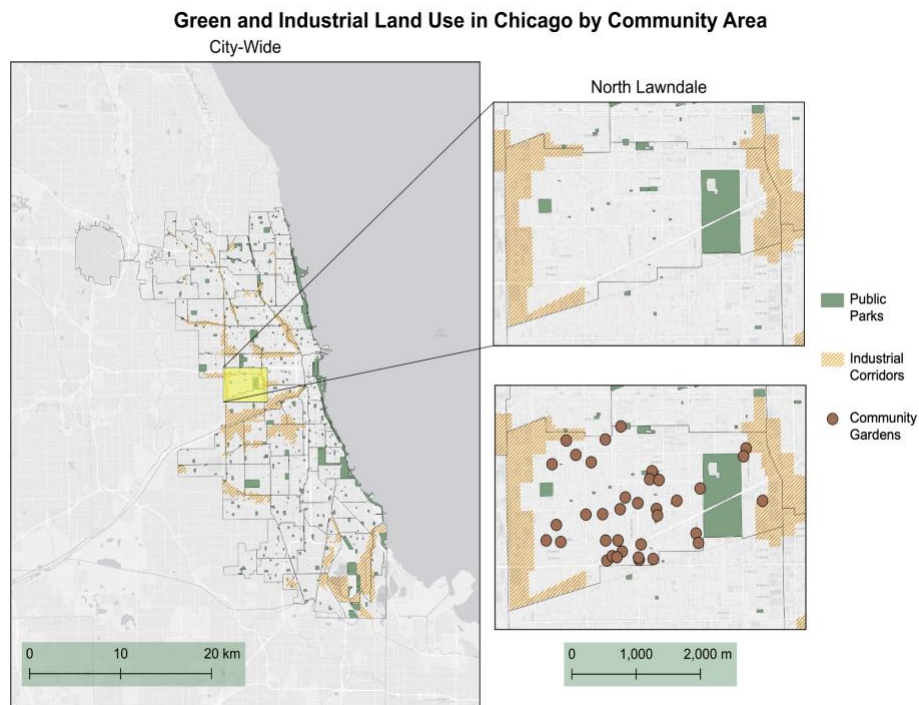 Green and Industrial Land Use in Chicago by Community Area
City-Wide
North Lawndale
Public
Parks
Industrial
Corridors
Community
Gardens
0 10 20 km
0 1,000 2,000 m